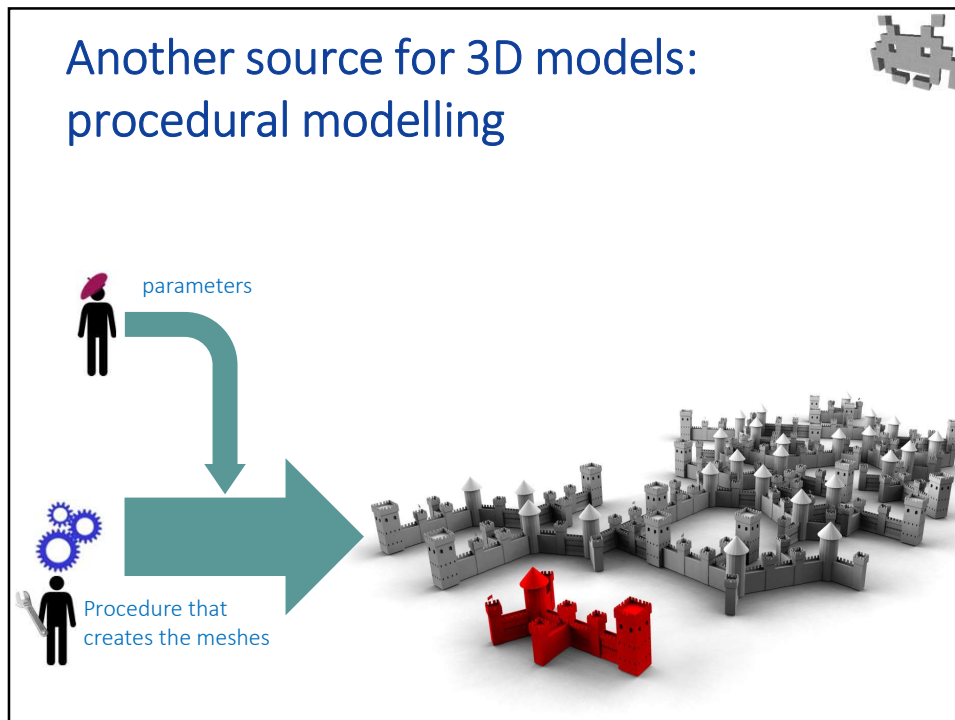 Another source for 3D models:
procedural modelling
parameters
Procedure that
creates the meshes